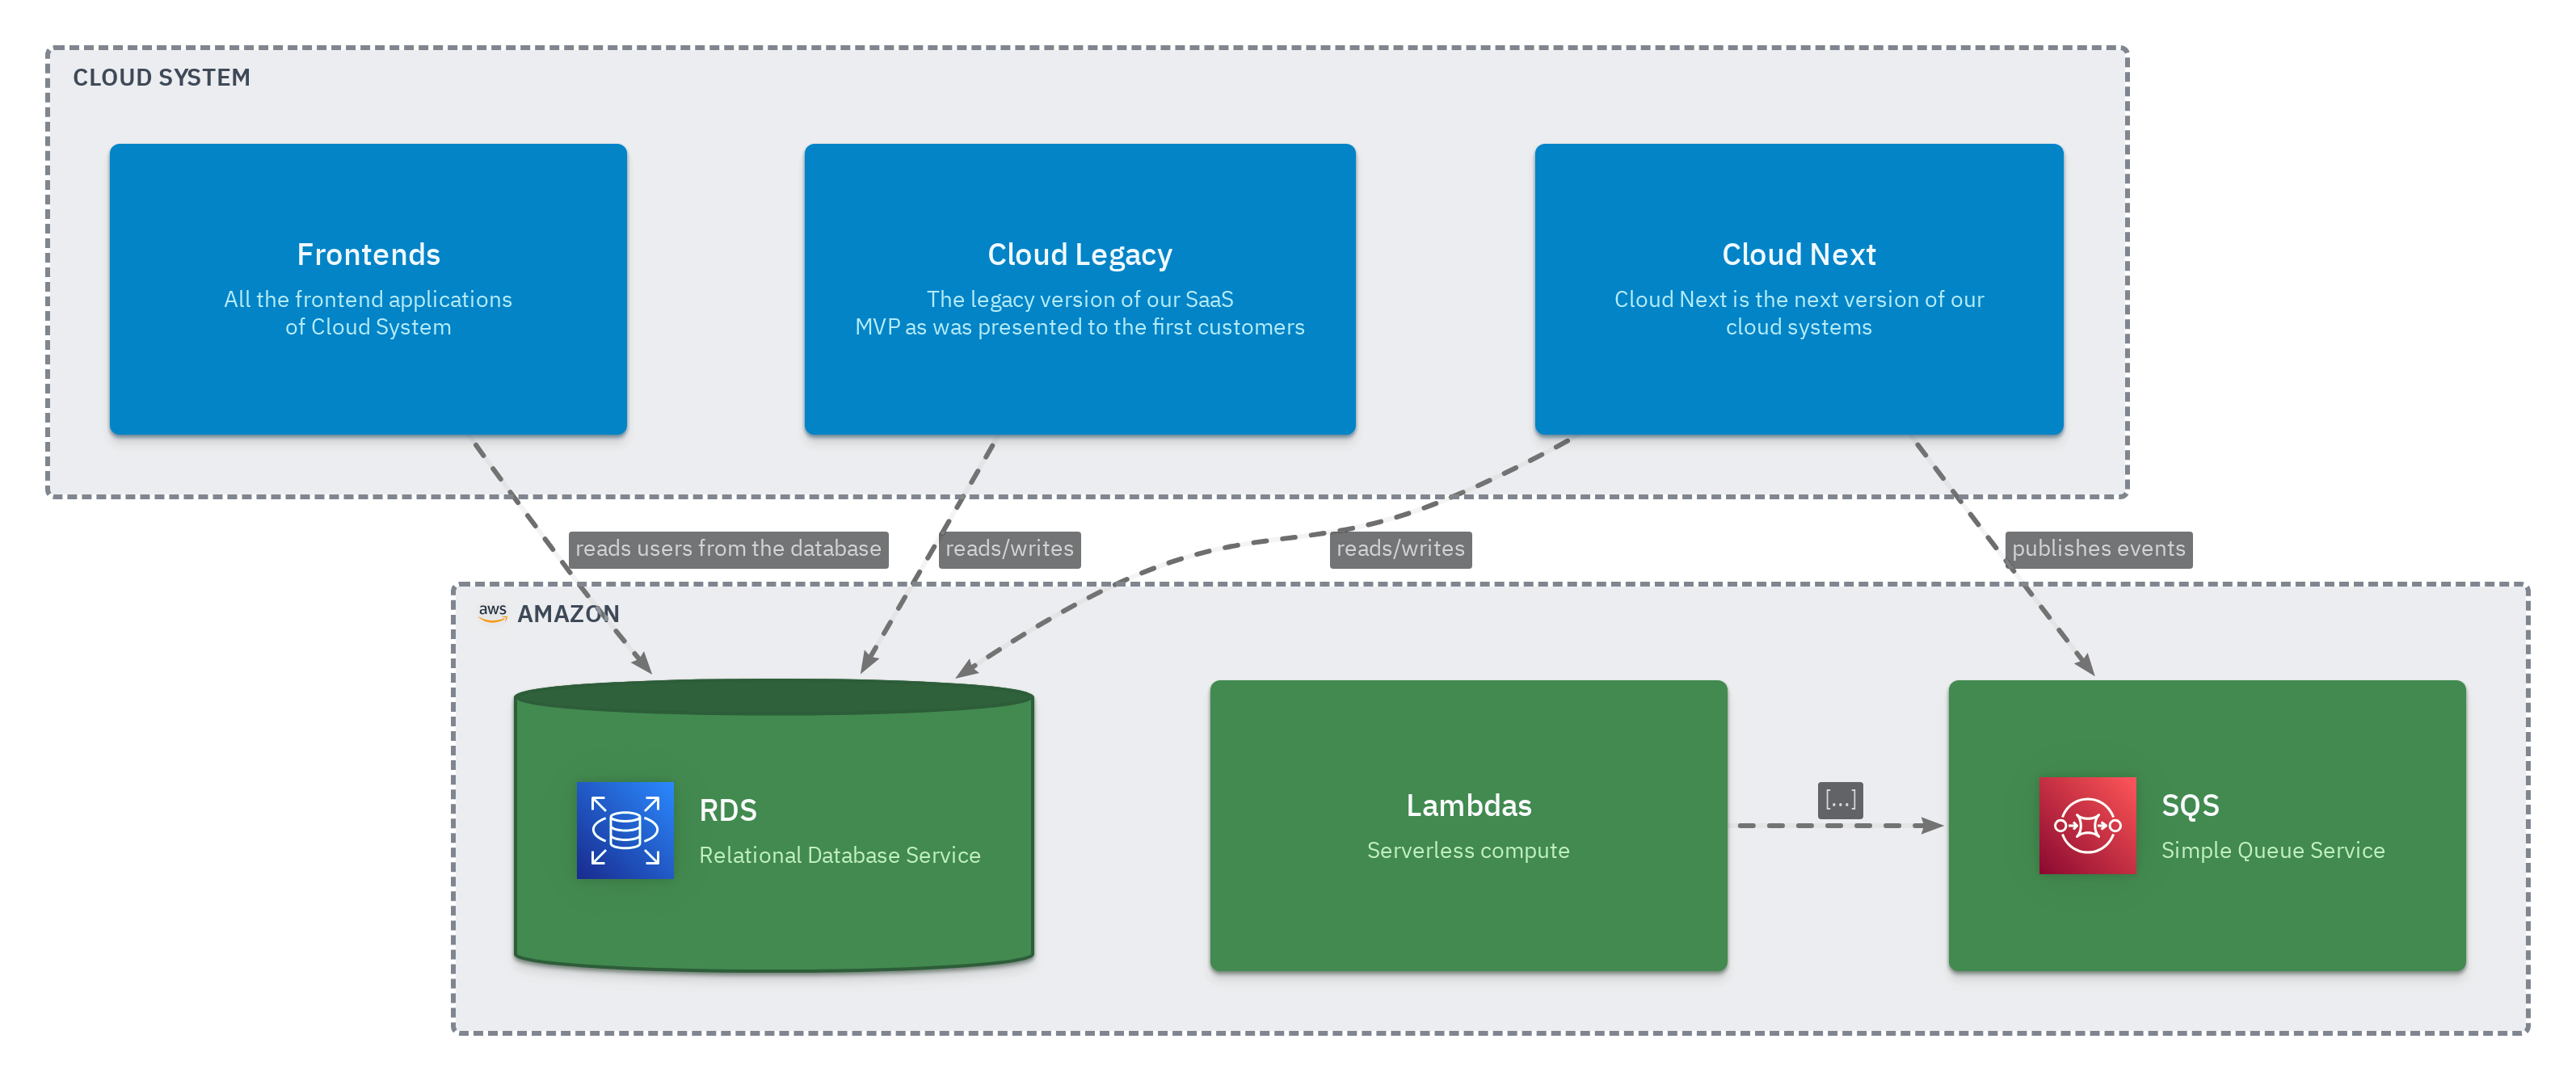 CLOUD SYSTEM
Frontends
All the frontend applications
of Cloud System
Cloud Legacy
The legacy version of our SaaS
MVP as was presented to the first customers
Cloud Next
Cloud Next is the next version of our
cloud systems
reads users from the database
reads/writes
reads/writes
publishes events
aws AMAZON
RDS
Relational Database Service
Lambdas
Serverless compute
[...]
SQS
Simple Queue Service